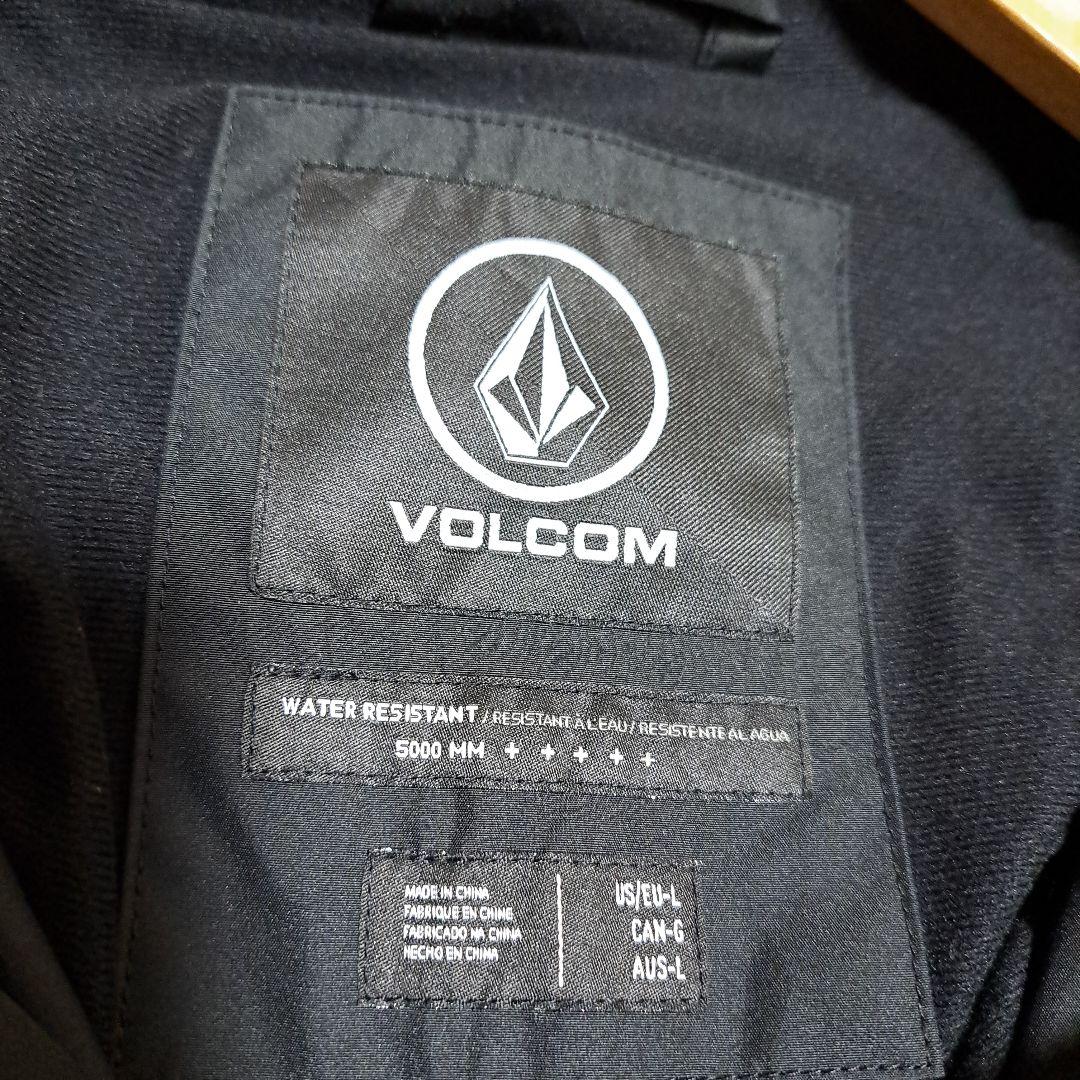 VOLCOM
WATER RESISTANT / RESISTANT À L'EAU / RESISTENTE AL AGUA
5000 MM + + + + +
MADE IN CHINA
FABRIQUE EN CHINE
FABRICADO NA CHINA
HECHO EN CHINA
US/EU-L
CAN-G
AUS-L